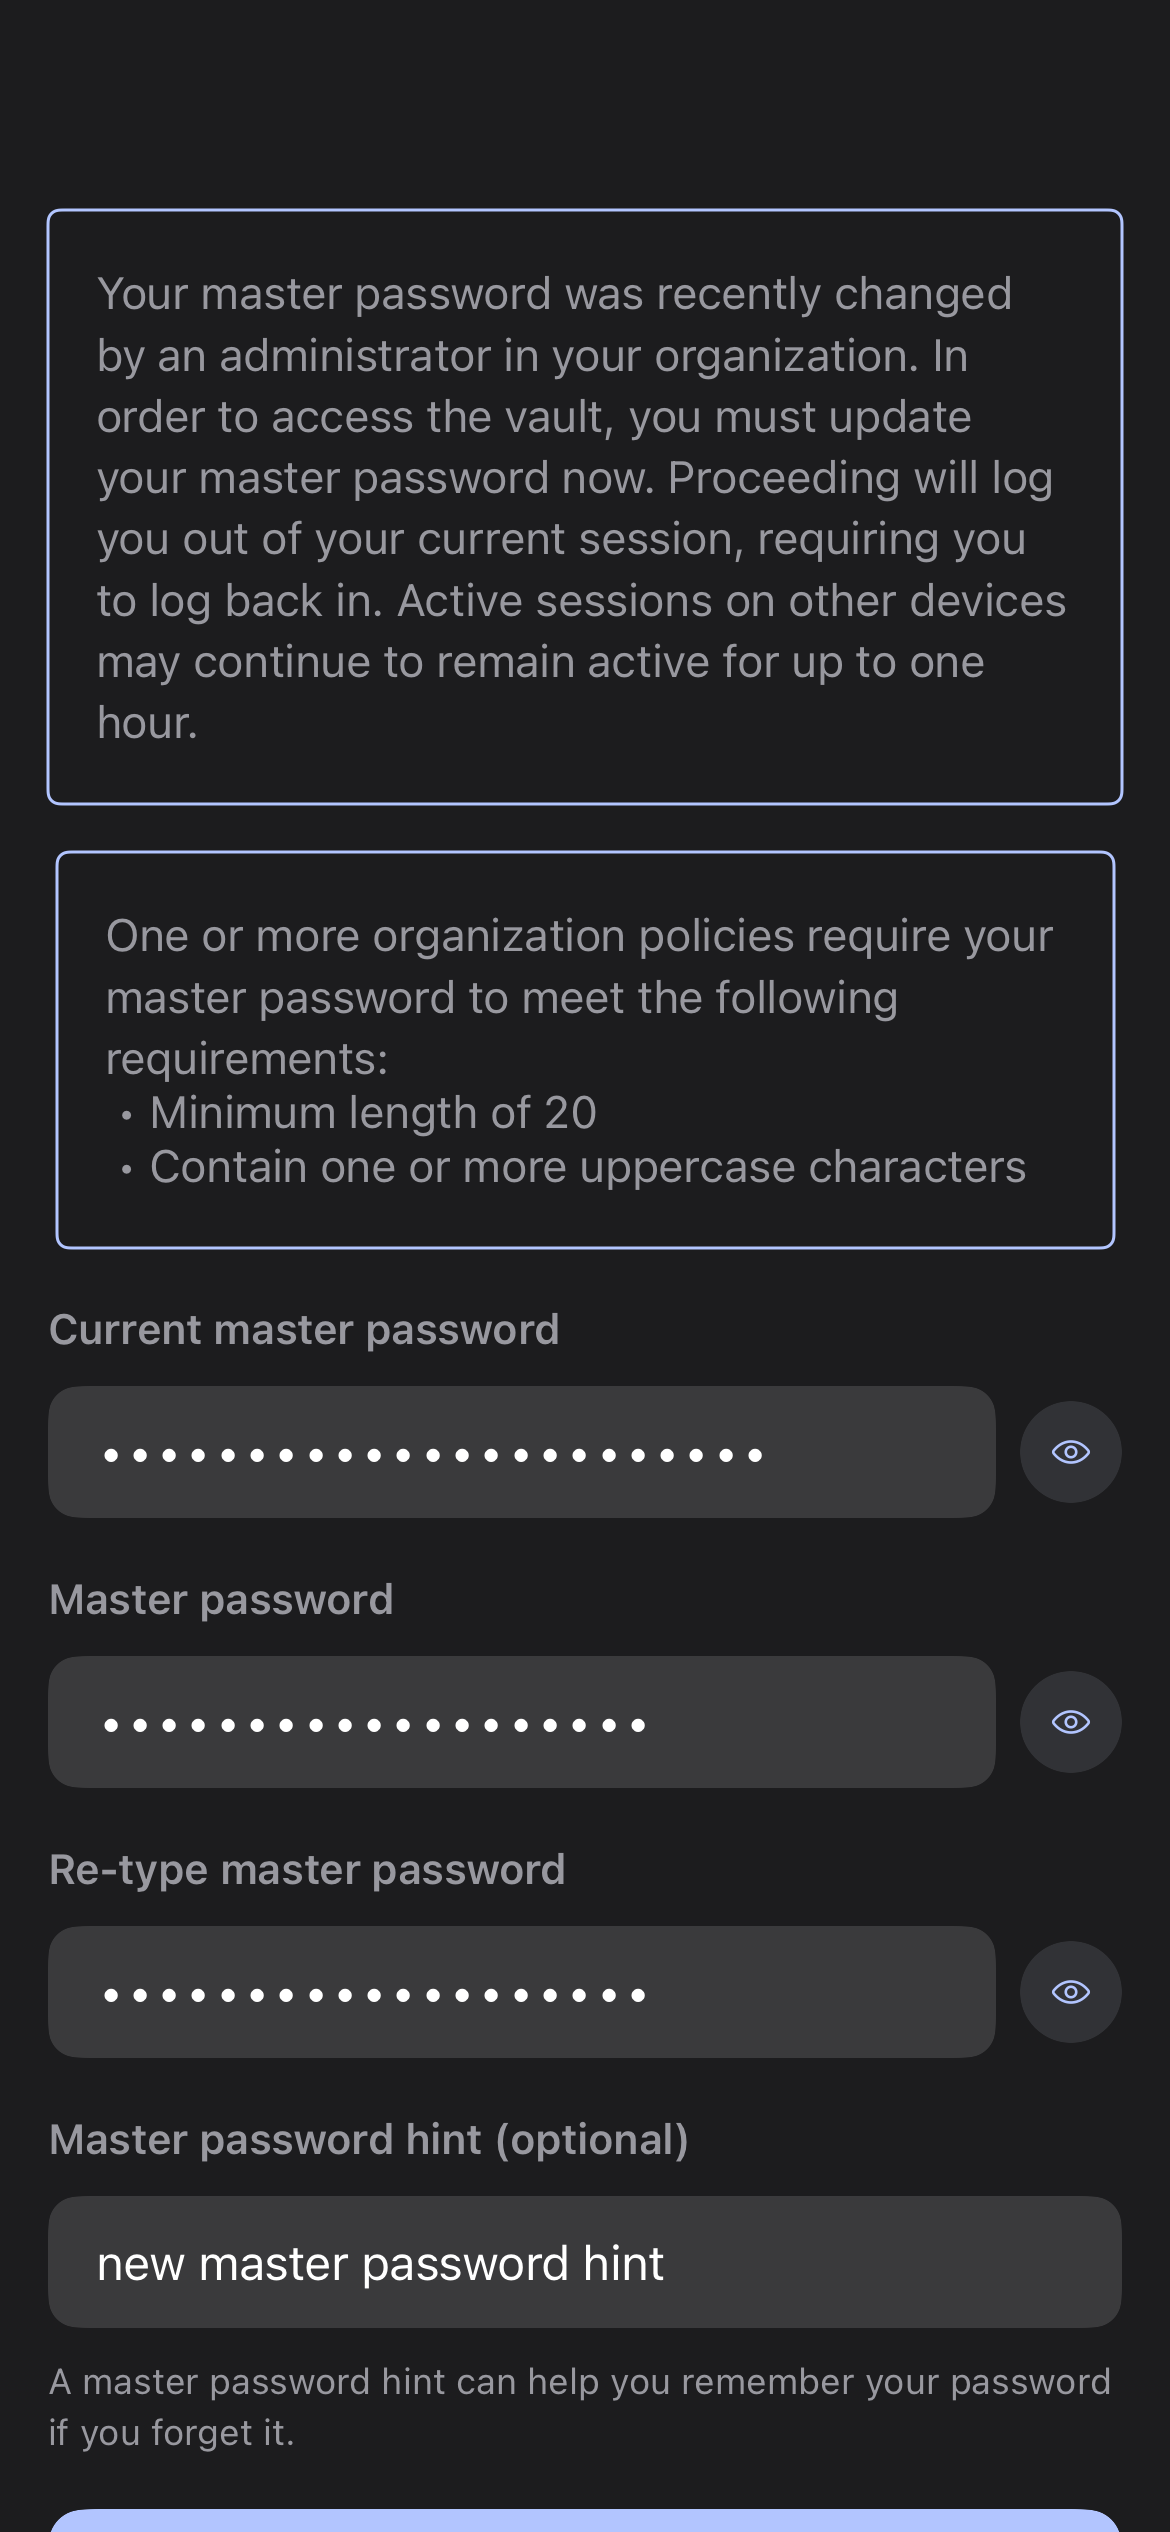 Your master password was recently changed
by an administrator in your organization. In
order to access the vault, you must update
your master password now. Proceeding will log
you out of your current session, requiring you
to log back in. Active sessions on other devices
may continue to remain active for up to one
hour.
One or more organization policies require your
master password to meet the following
requirements:
• Minimum length of 20
• Contain one or more uppercase characters
Current master password
•••••••••••••••••••••••
Master password
•••••••••••••••••••
Re-type master password
•••••••••••••••••••
Master password hint (optional)
new master password hint
A master password hint can help you remember your password
if you forget it.